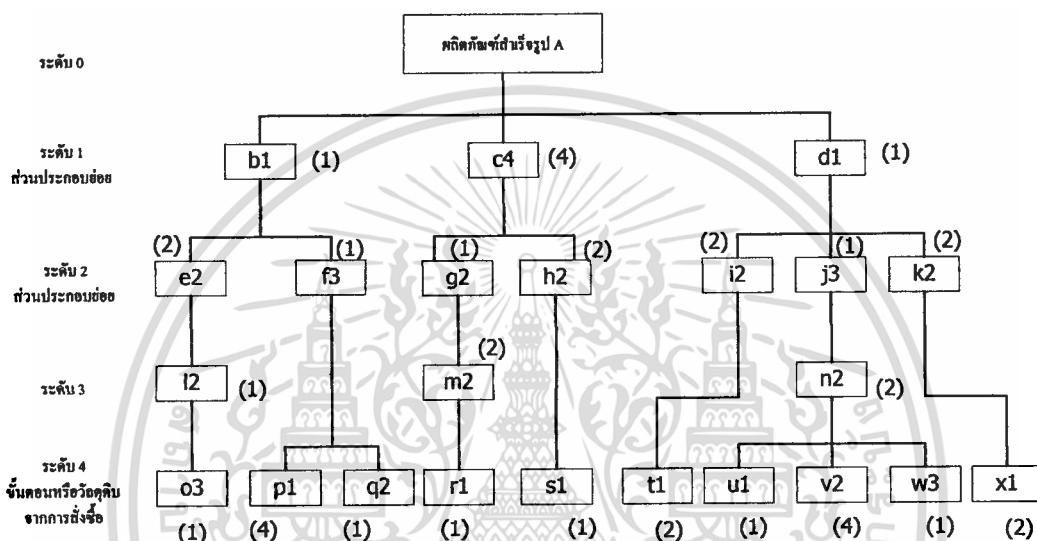 ผลิตภัณฑ์สำเร็จรูป A
ระดับ 0
ระดับ 1
ส่วนประกอบย่อย
b1 (1) c4 (4) d1 (1)
(2) (1) (1) (2) (2) (1) (2)
ระดับ 2
ส่วนประกอบย่อย
e2 f3 g2 h2 i2 j3 k2
ระดับ 3
l2 (1) m2 (2) n2 (2)
ระดับ 4
ขั้นตอนหรือวัตถุดิบ
จากการสั่งซื้อ
o3 p1 q2 r1 s1 t1 u1 v2 w3 x1
(1) (4) (1) (1) (1) (2) (1) (4) (1) (2)